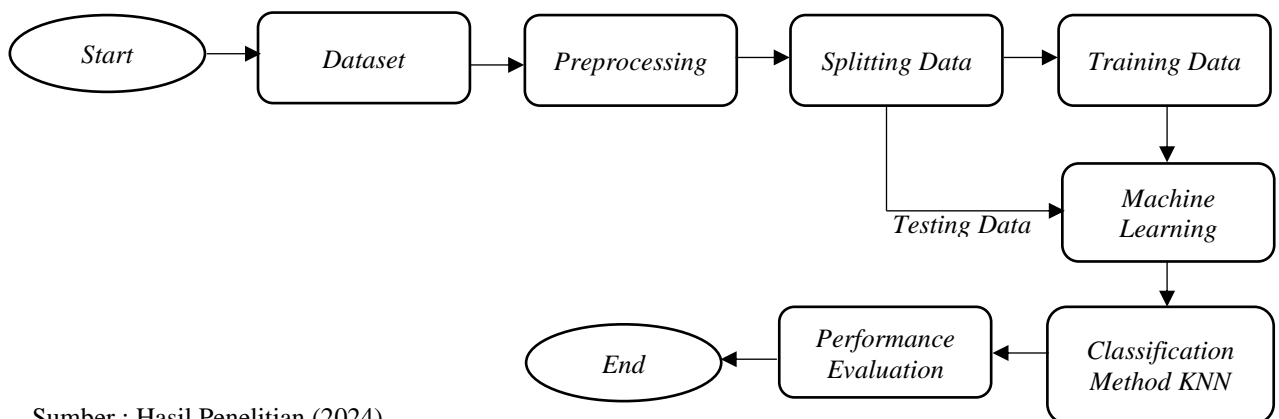 Start
Dataset
Preprocessing
Splitting Data
Training Data
Machine
Learning
Testing Data
Classification
Method KNN
Performance
Evaluation
End
Sumber : Hasil Penelitian (2024)